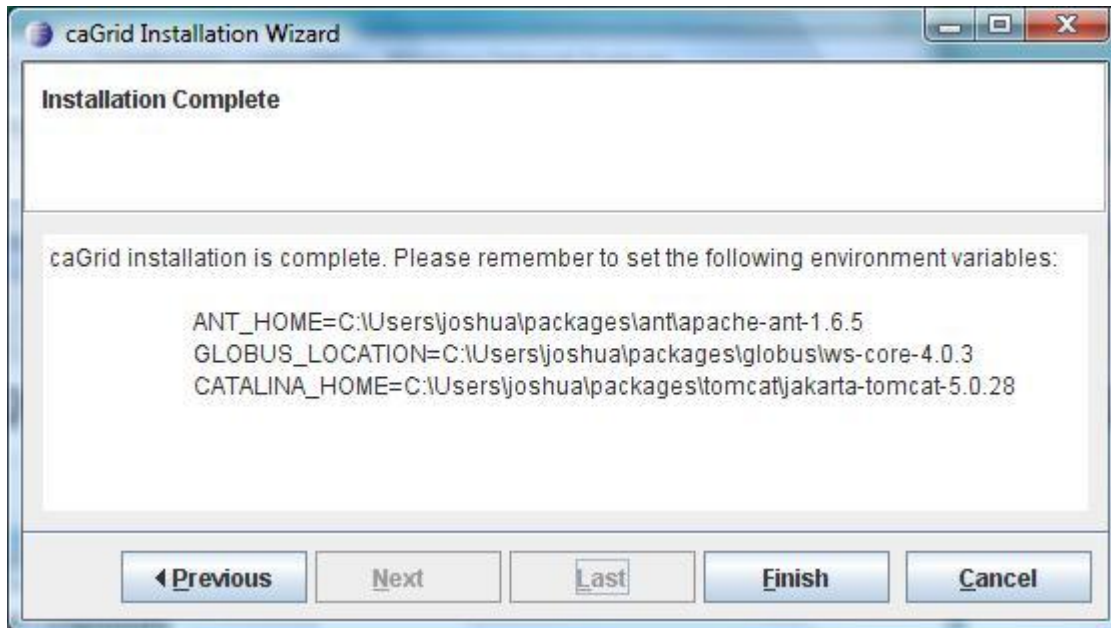 caGrid Installation Wizard
Installation Complete
caGrid installation is complete. Please remember to set the following environment variables:
ANT_HOME=C:\Users\joshua\packages\ant\apache-ant-1.6.5
GLOBUS_LOCATION=C:\Users\joshua\packages\globus\ws-core-4.0.3
CATALINA_HOME=C:\Users\joshua\packages\tomcat\jakarta-tomcat-5.0.28
Previous Next Last Finish Cancel